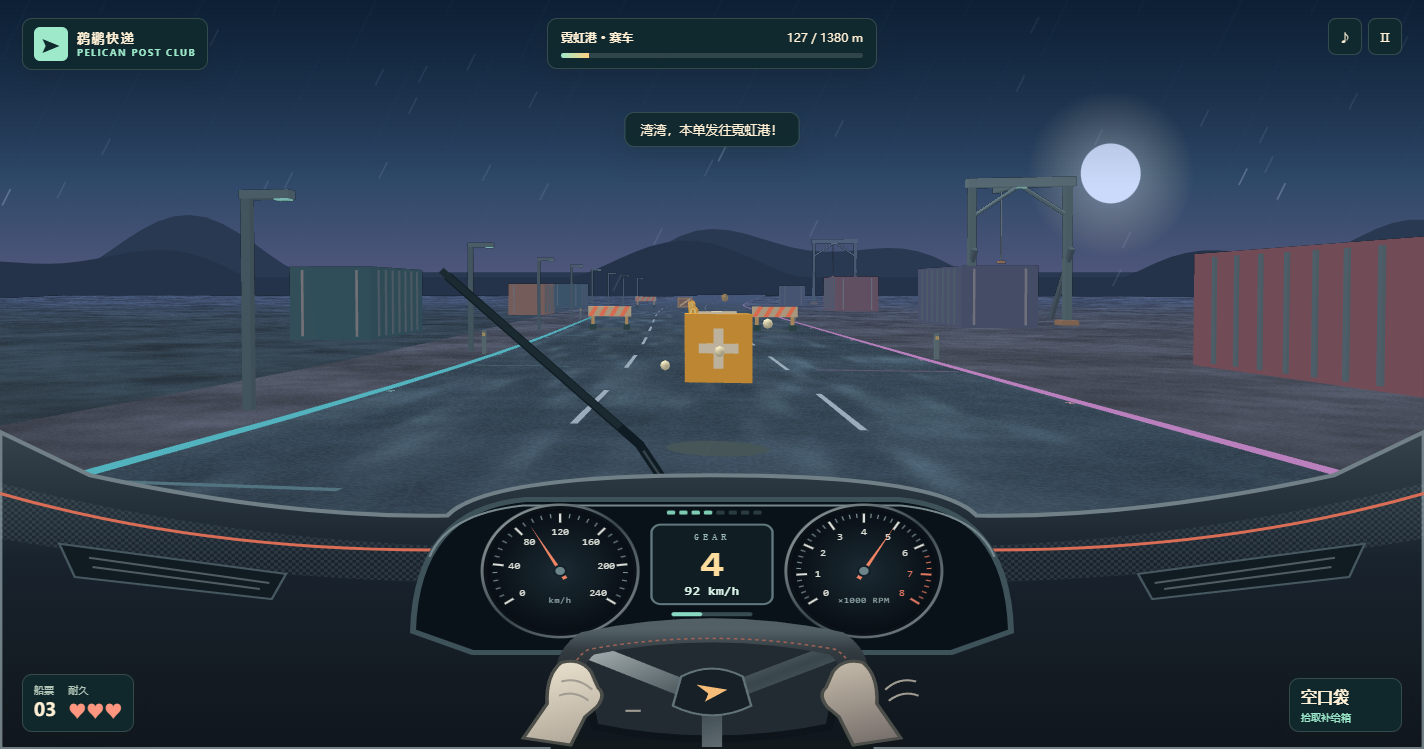 鹈鹕快递
PELICAN POST CLUB
霓虹港 · 赛车 127 / 1380 m
♪ II
湾湾，本单发往霓虹港！
0 40 80 120 160 200 240
km/h
GEAR
4
92 km/h
0 1 2 3 4 5 6 7 8
×1000 RPM
船票 耐久
03
空口袋
拾取补给箱